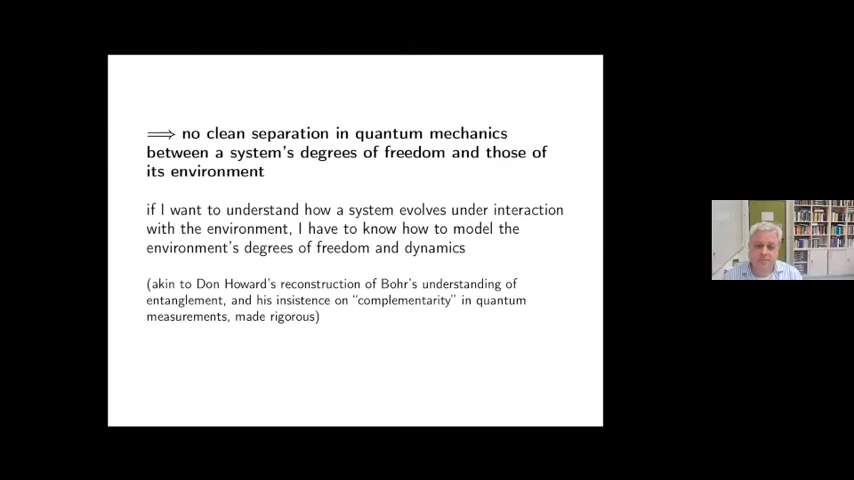 ⟹ no clean separation in quantum mechanics
between a system's degrees of freedom and those of
its environment
if I want to understand how a system evolves under interaction
with the environment, I have to know how to model the
environment's degrees of freedom and dynamics
(akin to Don Howard's reconstruction of Bohr's understanding of
entanglement, and his insistence on “complementarity” in quantum
measurements, made rigorous)